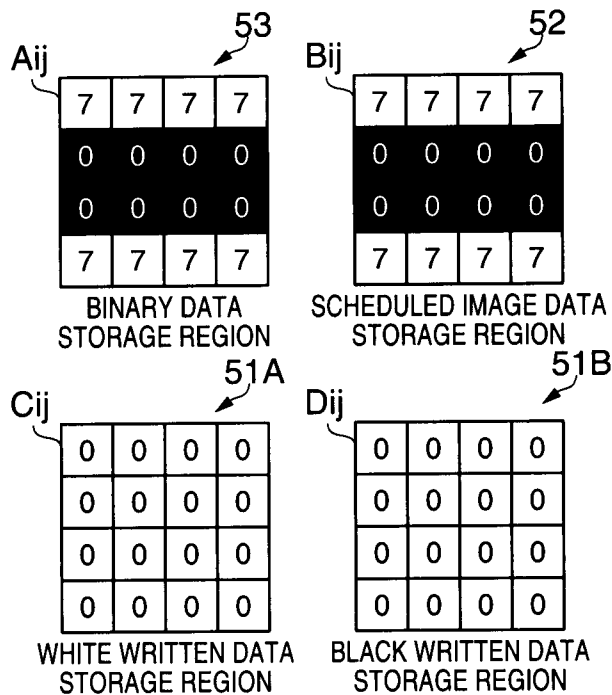 53
52
Aij
Bij
7 7 7 7
0 0 0 0
0 0 0 0
7 7 7 7
7 7 7 7
0 0 0 0
0 0 0 0
7 7 7 7
BINARY DATA
STORAGE REGION
SCHEDULED IMAGE DATA
STORAGE REGION
51A
51B
Cij
Dij
0 0 0 0
0 0 0 0
0 0 0 0
0 0 0 0
0 0 0 0
0 0 0 0
0 0 0 0
0 0 0 0
WHITE WRITTEN DATA
STORAGE REGION
BLACK WRITTEN DATA
STORAGE REGION